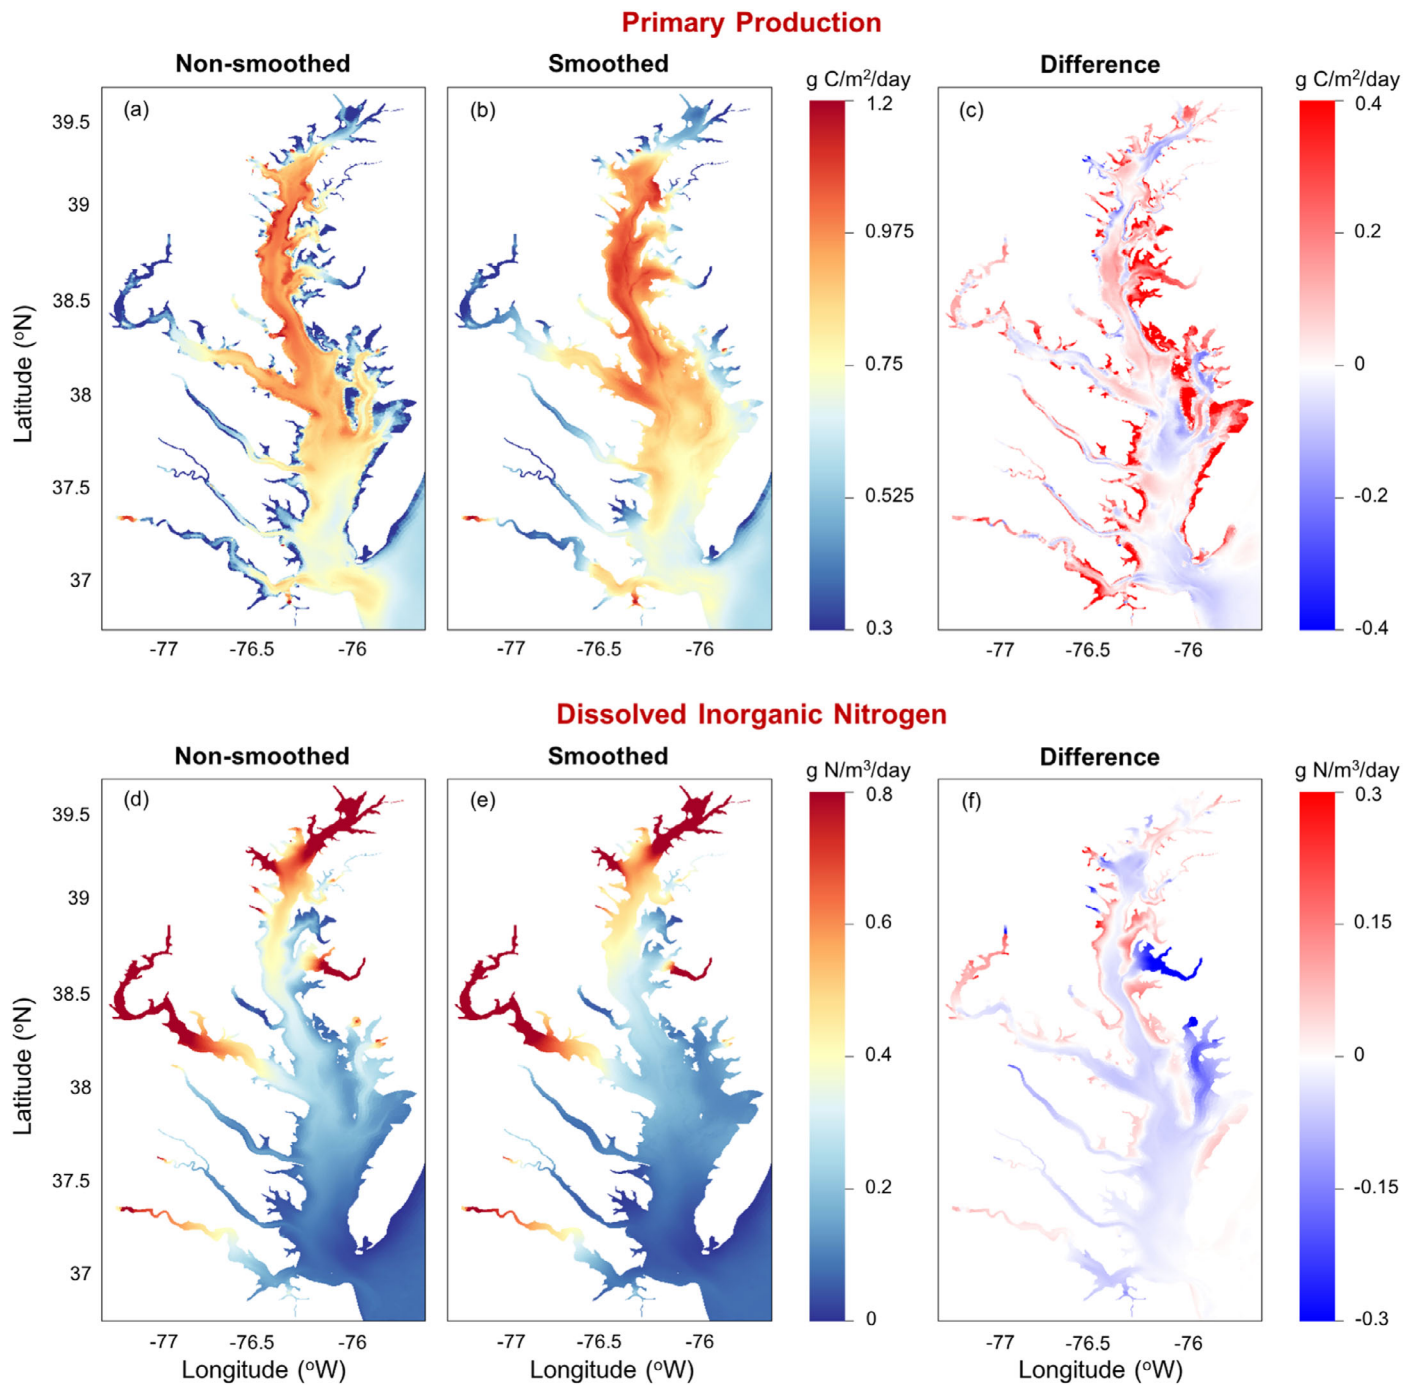 Primary Production
Non-smoothed
Smoothed
g C/m²/day
Difference
g C/m²/day
(a)
(b)
(c)
1.2
0.975
0.75
0.525
0.3
0.4
0.2
0
-0.2
-0.4
39.5
39
38.5
38
37.5
37
Latitude (ºN)
-77
-76.5
-76
-77
-76.5
-76
-77
-76.5
-76
Dissolved Inorganic Nitrogen
Non-smoothed
Smoothed
g N/m³/day
Difference
g N/m³/day
(d)
(e)
(f)
0.8
0.6
0.4
0.2
0
0.3
0.15
0
-0.15
-0.3
39.5
39
38.5
38
37.5
37
Latitude (ºN)
-77
-76.5
-76
-77
-76.5
-76
-77
-76.5
-76
Longitude (ºW)
Longitude (ºW)
Longitude (ºW)